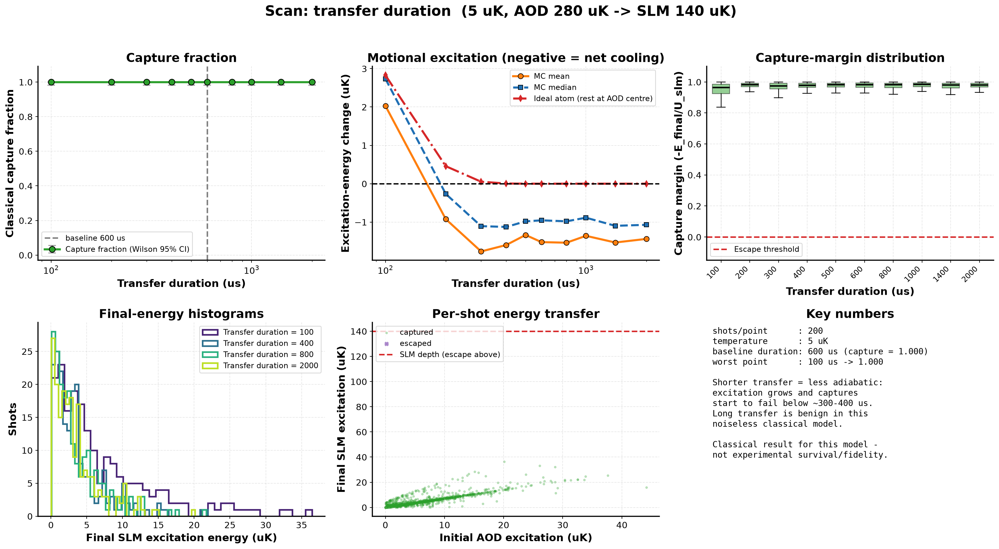 Scan: transfer duration  (5 uK, AOD 280 uK -> SLM 140 uK)
Capture fraction
Classical capture fraction
1.0
0.8
0.6
0.4
0.2
0.0
baseline 600 us
Capture fraction (Wilson 95% CI)
10²
10³
Transfer duration (us)
Motional excitation (negative = net cooling)
Excitation-energy change (uK)
3
2
1
0
−1
MC mean
MC median
Ideal atom (rest at AOD centre)
10²
10³
Transfer duration (us)
Capture-margin distribution
Capture margin (-E_final/U_slm)
1.0
0.8
0.6
0.4
0.2
0.0
Escape threshold
100
200
300
400
500
600
800
1000
1400
2000
Transfer duration (us)
Final-energy histograms
Shots
25
20
15
10
5
0
Transfer duration = 100
Transfer duration = 400
Transfer duration = 800
Transfer duration = 2000
0
5
10
15
20
25
30
35
Final SLM excitation energy (uK)
Per-shot energy transfer
Final SLM excitation (uK)
140
120
100
80
60
40
20
0
captured
escaped
SLM depth (escape above)
0
10
20
30
40
Initial AOD excitation (uK)
Key numbers
shots/point      : 200
temperature      : 5 uK
baseline duration: 600 us (capture = 1.000)
worst point      : 100 us -> 1.000
Shorter transfer = less adiabatic:
excitation grows and captures
start to fail below ~300-400 us.
Long transfer is benign in this
noiseless classical model.
Classical result for this model -
not experimental survival/fidelity.